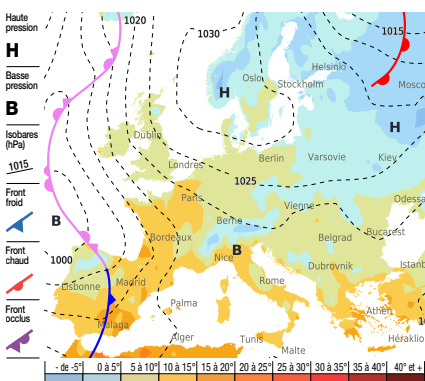 Haute
pression
H
Basse
pression
B
Isobares
(hPa)
1015
Front
froid
Front
chaud
Front
occlus
1020
1030
1015
Helsinki
Oslo
Stockholm
H
Mosco
H
Dublin
Londres
Berlin
Varsovie
Kiev
1025
Paris
Vienne
Odessa
B
Berne
Bucarest
Bordeaux
Belgrad
B
Nice
1000
Dubrovnik
Istanb
Lisbonne
Madrid
Rome
Palma
Athèn
Malaga
10
Alger
Tunis
Héraklio
Malte
- de -5° 0 à 5° 5 à 10° 10 à 15° 15 à 20° 20 à 25° 25 à 30° 30 à 35° 35 à 40° 40° et +